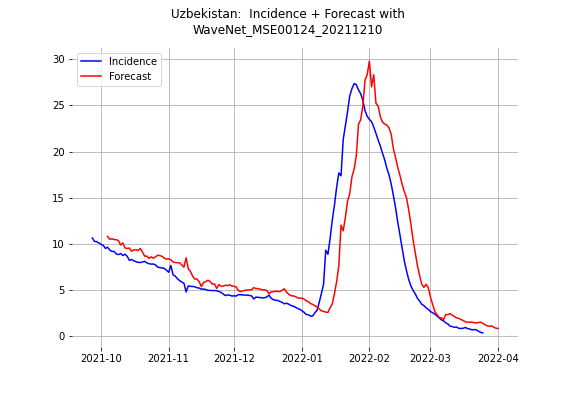 Uzbekistan:  Incidence + Forecast with
WaveNet_MSE00124_20211210
Incidence
Forecast
30
25
20
15
10
5
0
2021-10 2021-11 2021-12 2022-01 2022-02 2022-03 2022-04